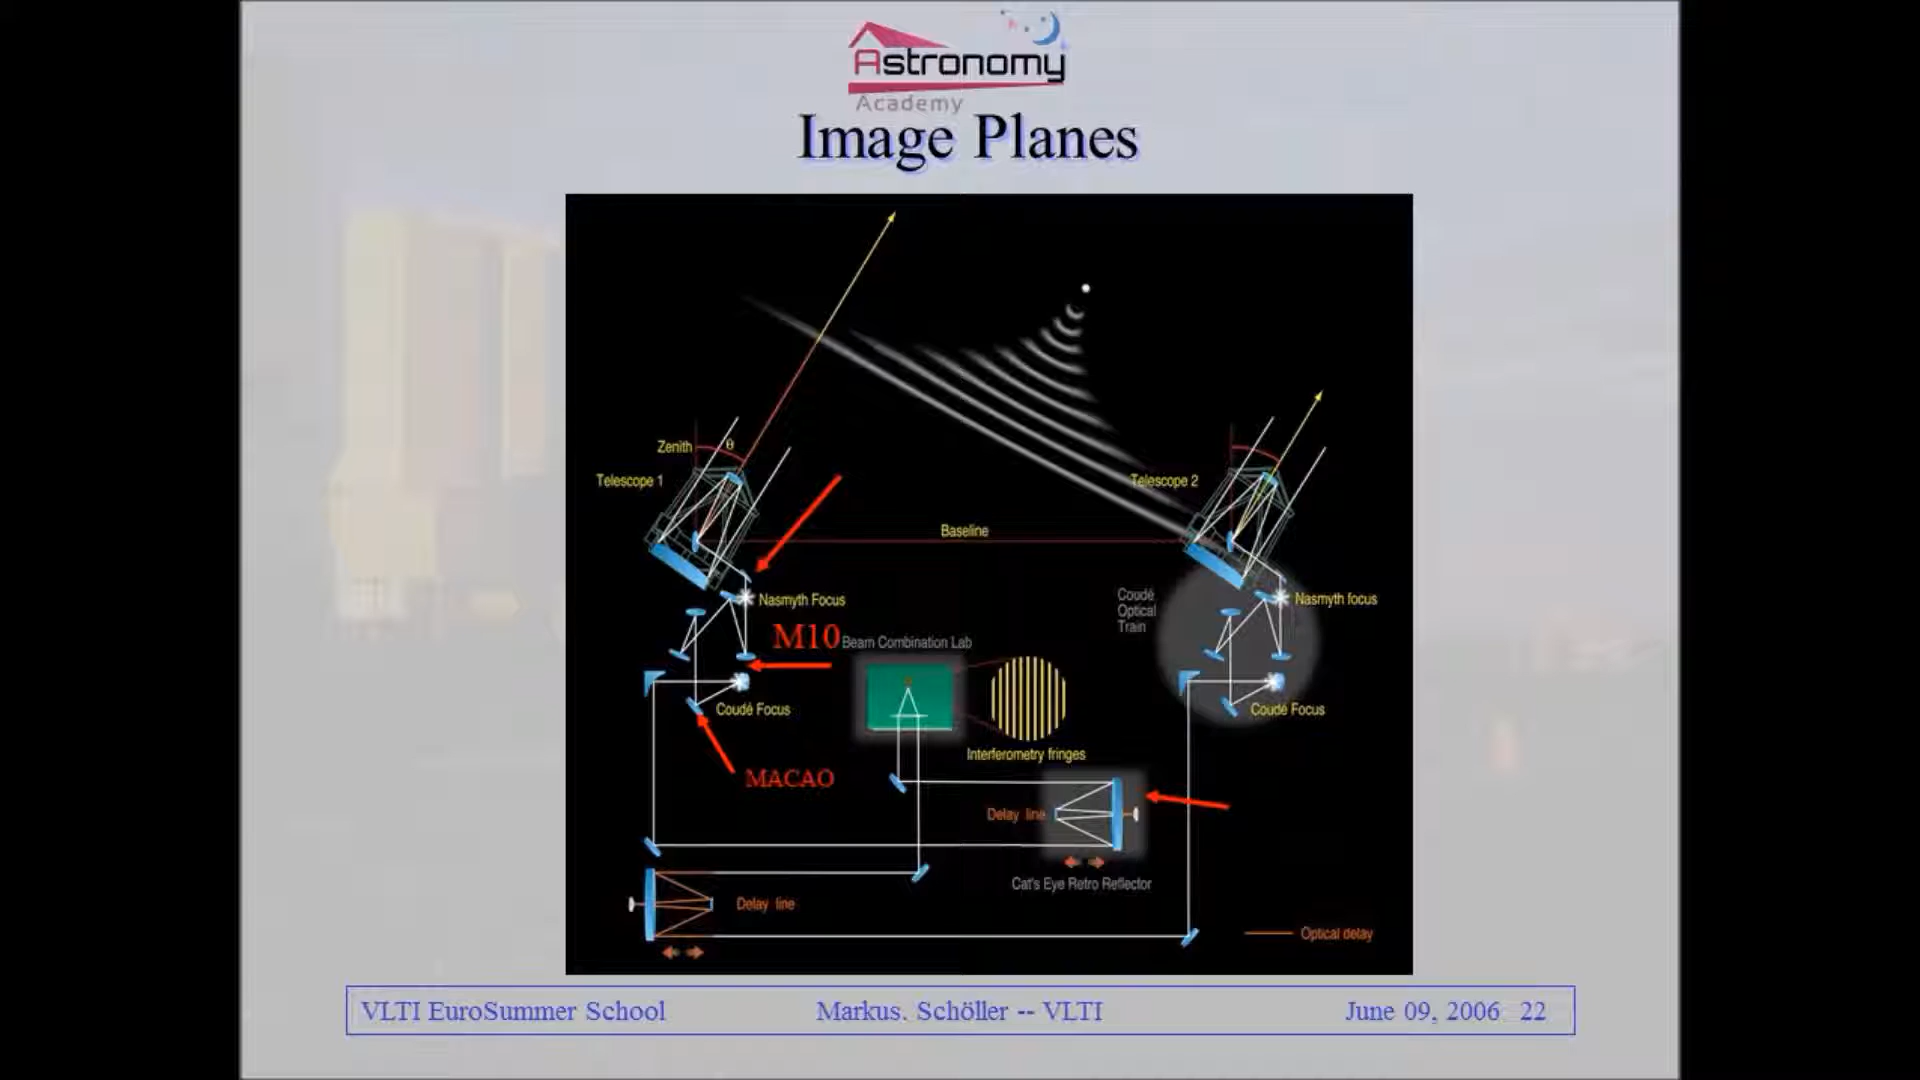 Astronomy
Academy
Image Planes
Zenith
θ
Telescope 1
Telescope 2
Baseline
Nasmyth Focus
Coudé
Optical
Train
Nasmyth focus
M10
Beam Combination Lab
Coudé Focus
Coudé Focus
Interferometry fringes
MACAO
Delay line
Cat's Eye Retro Reflector
Delay line
Optical delay
VLTI EuroSummer School
Markus. Schöller -- VLTI
June 09, 2006 22